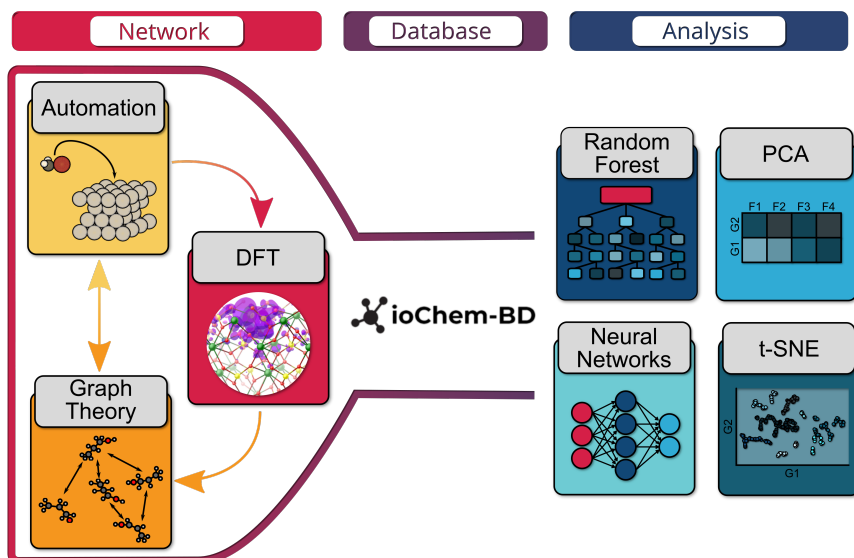 Network
Database
Analysis
Automation
DFT
Graph
Theory
ioChem-BD
Random
Forest
PCA
F1 F2 F3 F4
G2
G1
Neural
Networks
t-SNE
G2
G1